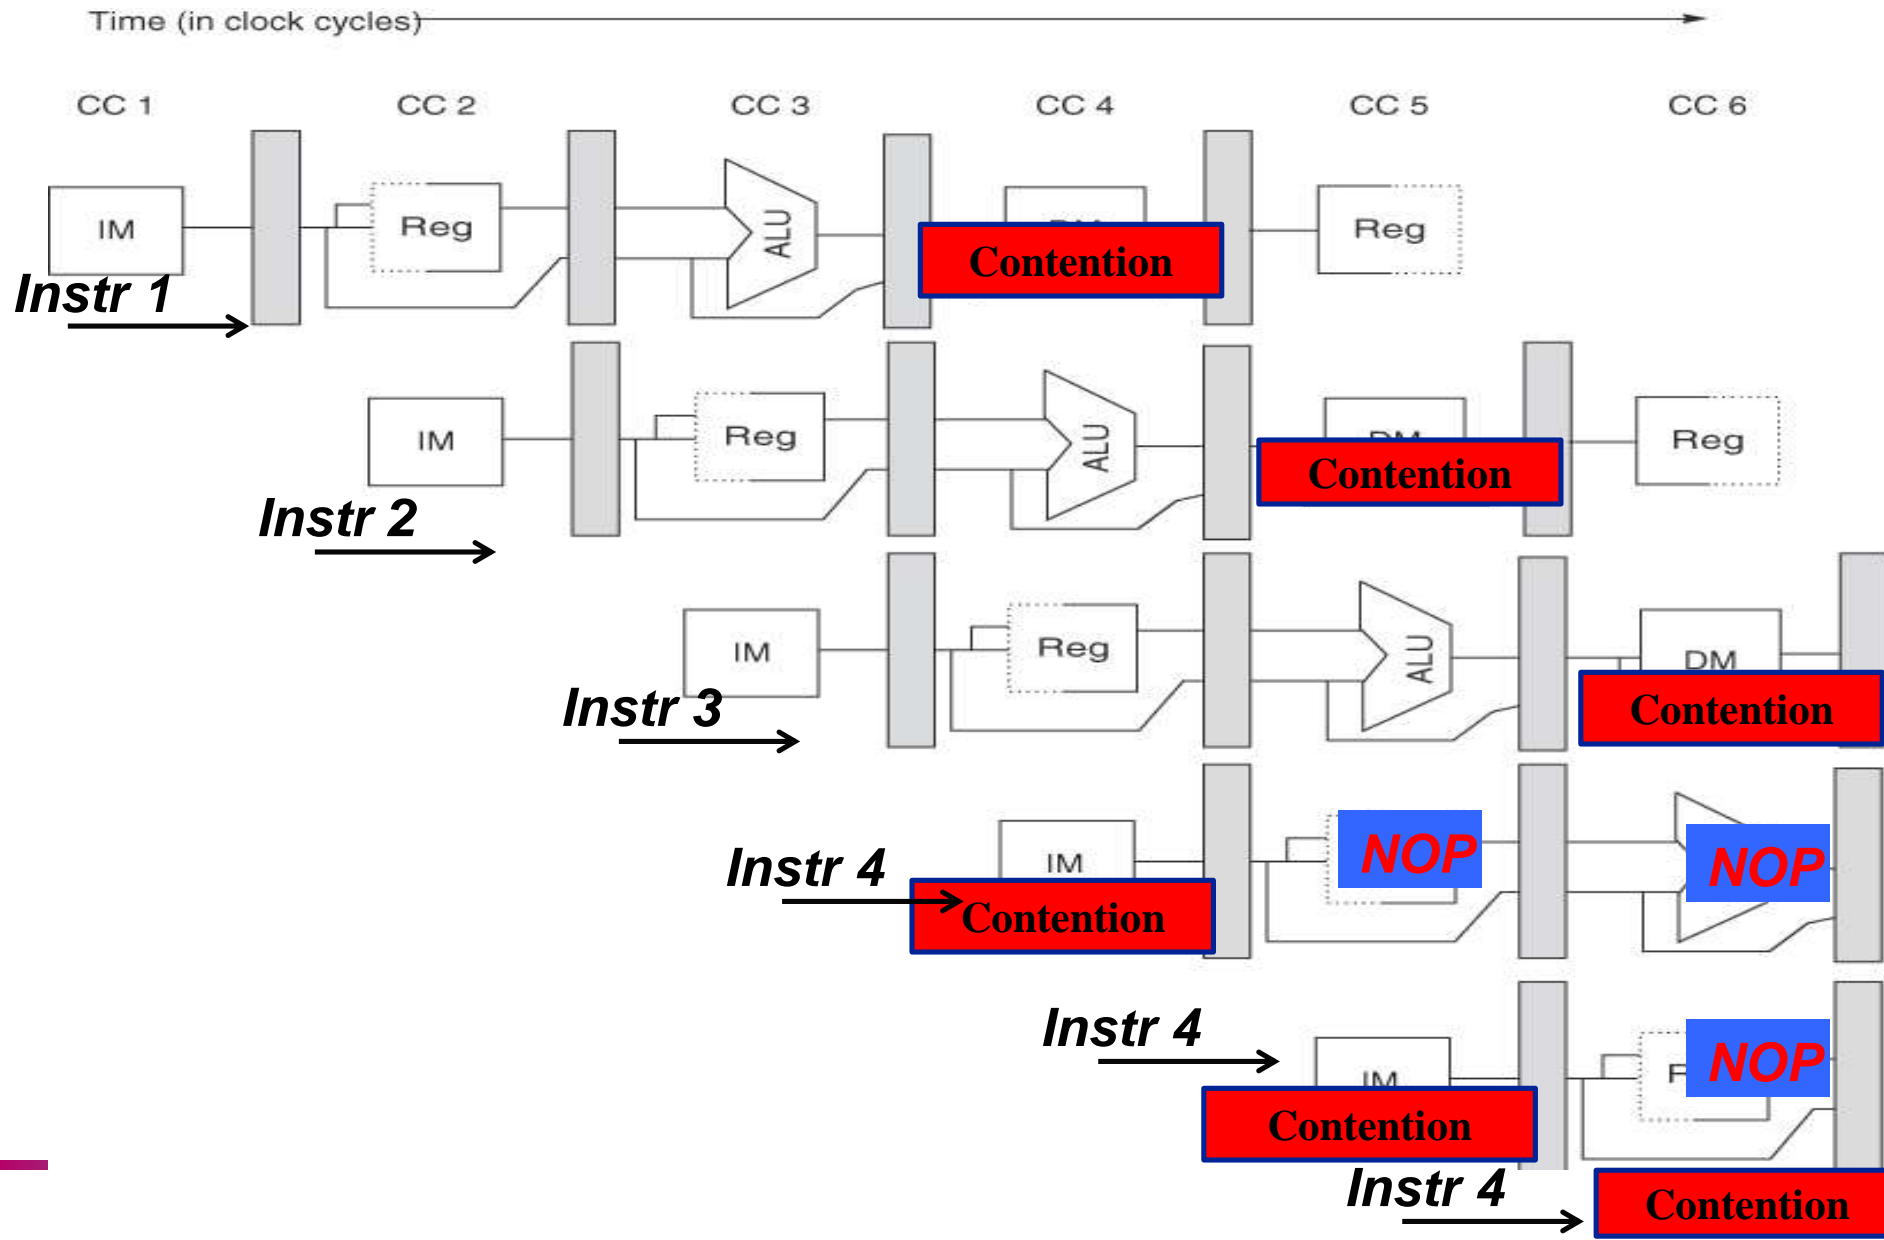 Time (in clock cycles)
CC 1 CC 2 CC 3 CC 4 CC 5 CC 6
IM Reg ALU Reg
Contention
Instr 1
IM Reg ALU Reg
Contention
Instr 2
IM Reg ALU DM
Contention
Instr 3
IM NOP NOP
Instr 4
Contention
Instr 4
IM NOP
Contention
Instr 4
Contention